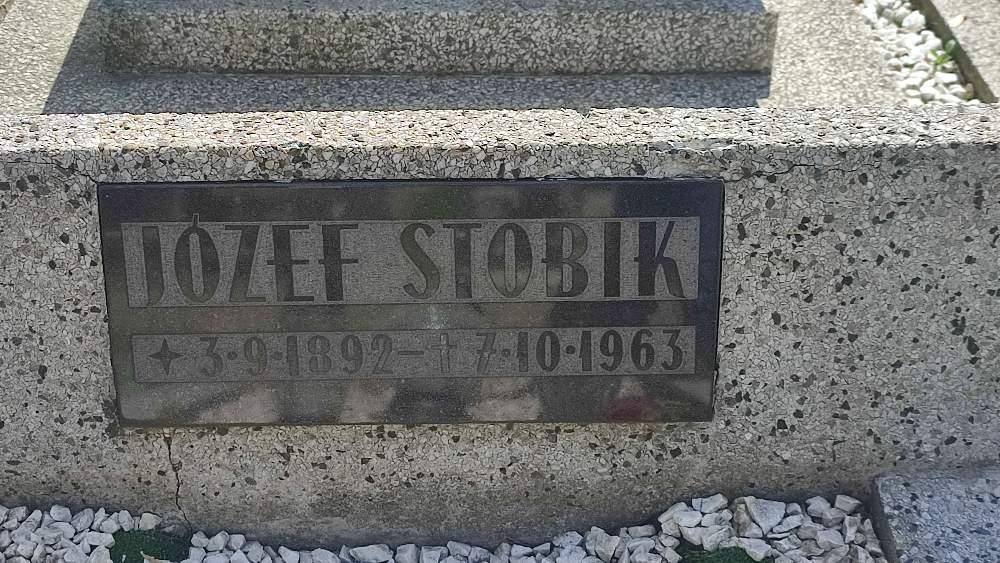 JÓZEF STOBIK
✦ 3·9·1892 – † 7·10·1963